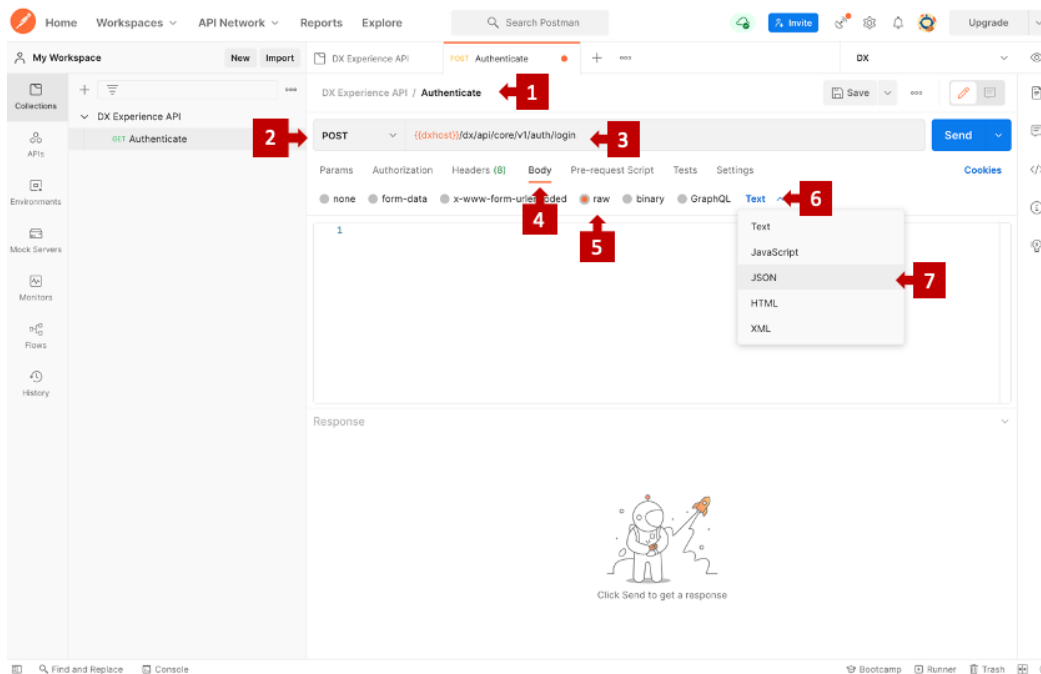 Home Workspaces API Network Reports Explore Search Postman Invite Upgrade
My Workspace New Import DX Experience API POST Authenticate DX
DX Experience API / Authenticate 1 Save
Collections
DX Experience API
GET Authenticate
2 POST {{dxhost}}/dx/api/core/v1/auth/login 3 Send
APIs
Params Authorization Headers (8) Body Pre-request Script Tests Settings Cookies
Environments
none form-data x-www-form-urlencoded raw binary GraphQL Text 6
4 5
1
Text
JavaScript
JSON 7
HTML
XML
Mock Servers
Monitors
Flows
History
Response
Click Send to get a response
Find and Replace Console Bootcamp Runner Trash